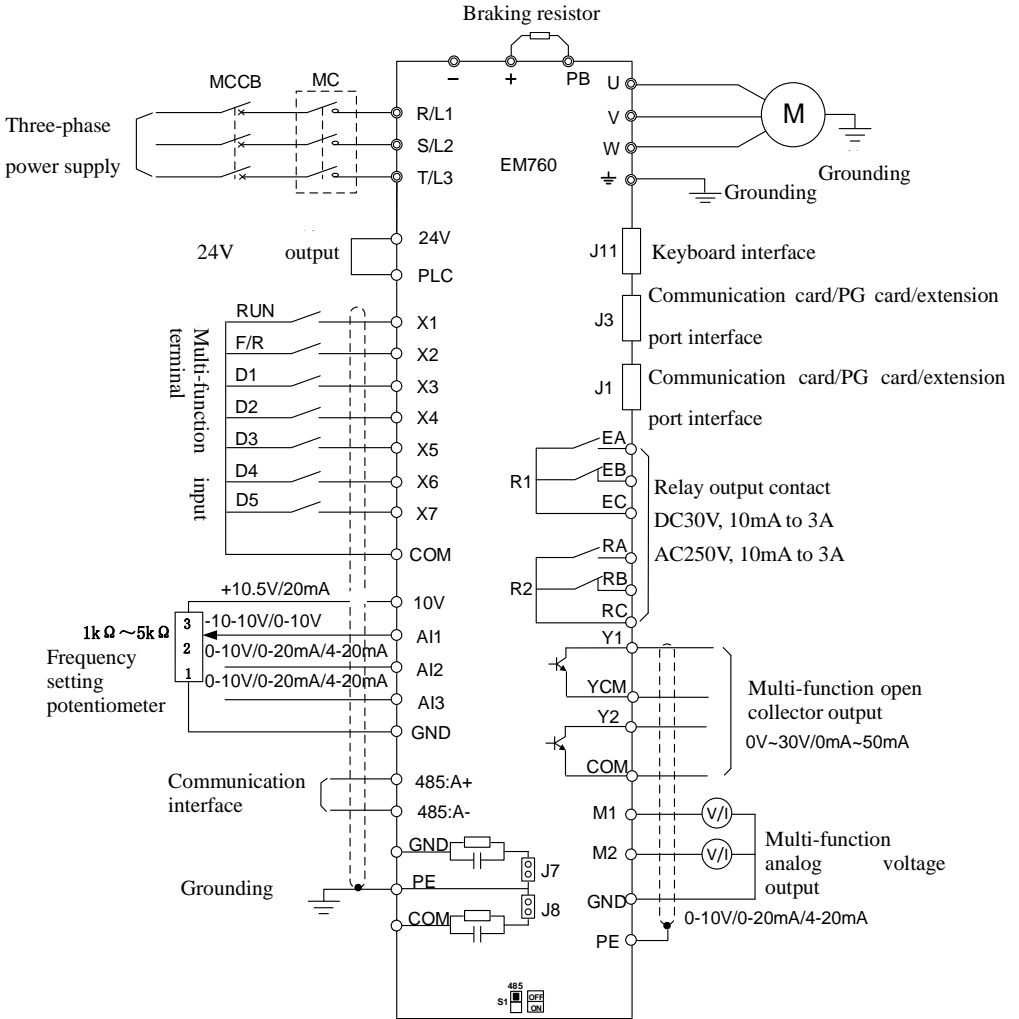 Braking resistor
MCCB
MC
−
+
PB
U
V
W
M
Three-phase
power supply
R/L1
S/L2
T/L3
EM760
Grounding
Grounding
24V output
24V
PLC
J11
Keyboard interface
J3
Communication card/PG card/extension
port interface
J1
Communication card/PG card/extension
port interface
Multi-function input
terminal
RUN
X1
F/R
X2
D1
X3
D2
X4
D3
X5
D4
X6
D5
X7
COM
R1
EA
EB
EC
R2
RA
RB
RC
Relay output contact
DC30V, 10mA to 3A
AC250V, 10mA to 3A
+10.5V/20mA
10V
1kΩ～5kΩ
3
2
1
-10-10V/0-10V
AI1
0-10V/0-20mA/4-20mA
AI2
0-10V/0-20mA/4-20mA
AI3
GND
Frequency
setting
potentiometer
Y1
YCM
Y2
COM
Multi-function open
collector output
0V~30V/0mA~50mA
Communication
interface
485:A+
485:A-
M1
V/I
M2
V/I
GND
Multi-function
analog voltage
output
0-10V/0-20mA/4-20mA
PE
GND
J7
PE
J8
COM
Grounding
485
S1
OFF
ON